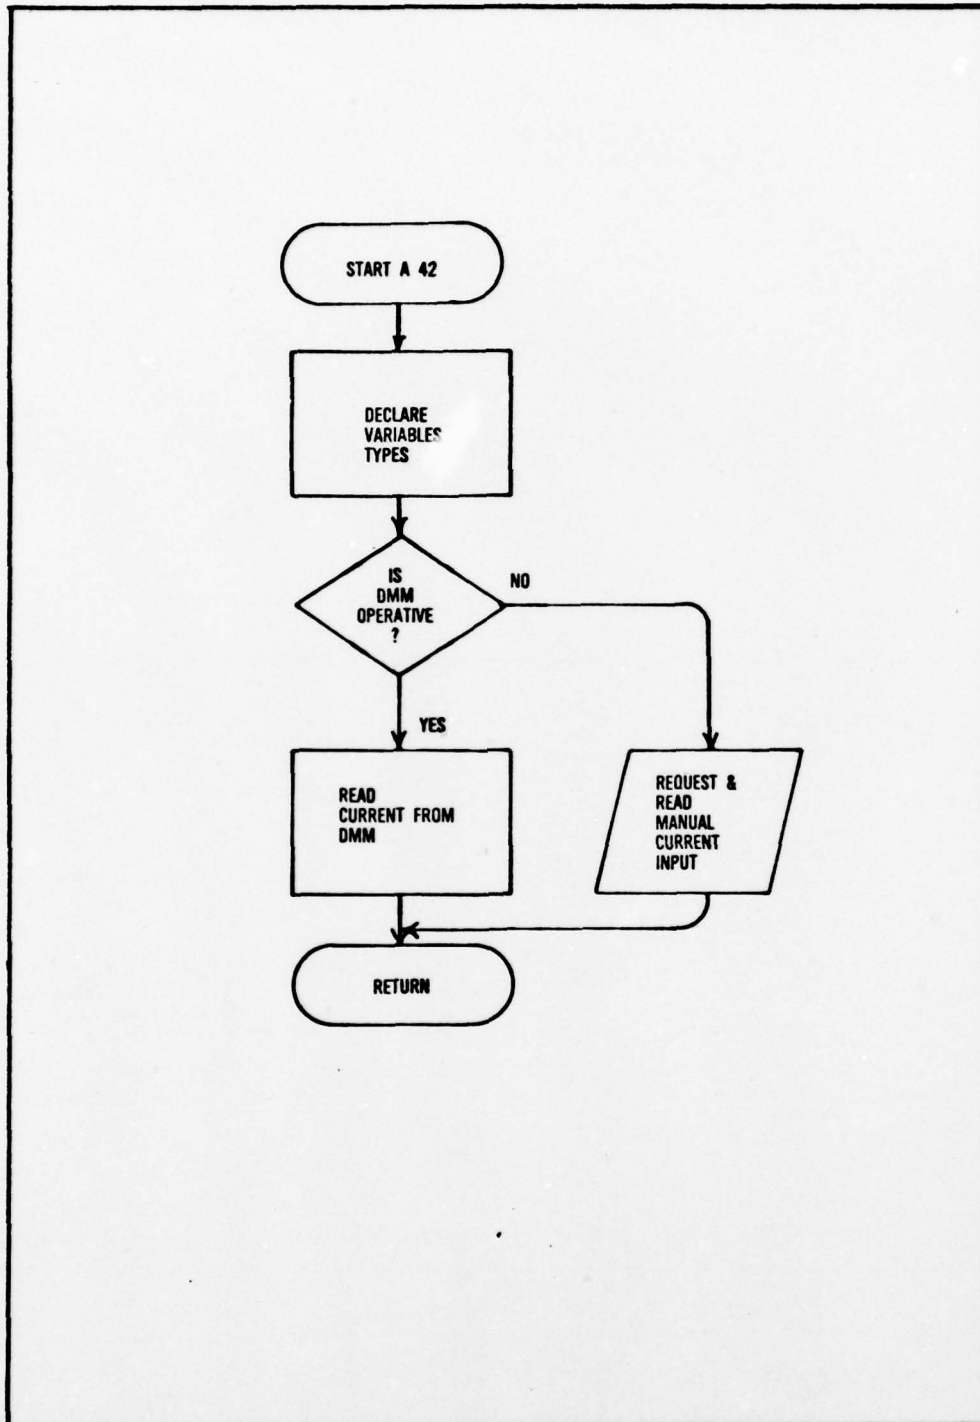 START A 42
DECLARE
VARIABLES
TYPES
IS
DMM
OPERATIVE
?
NO
YES
READ
CURRENT FROM
DMM
REQUEST &
READ
MANUAL
CURRENT
INPUT
RETURN